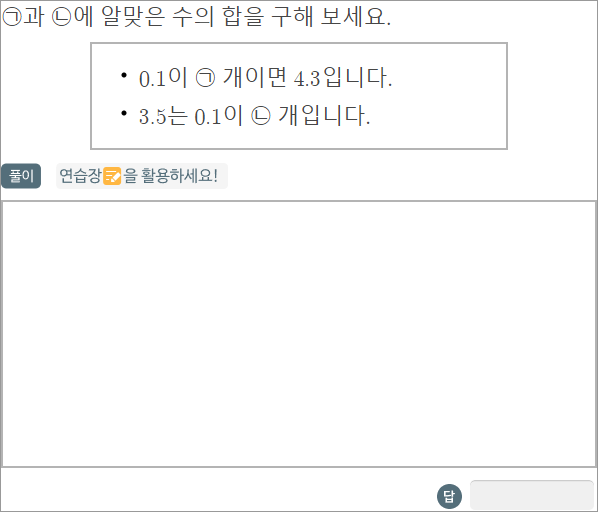 ㉠과 ㉡에 알맞은 수의 합을 구해 보세요.
• 0.1이 ㉠ 개이면 4.3입니다.
• 3.5는 0.1이 ㉡ 개입니다.
풀이 연습장을 활용하세요!
답